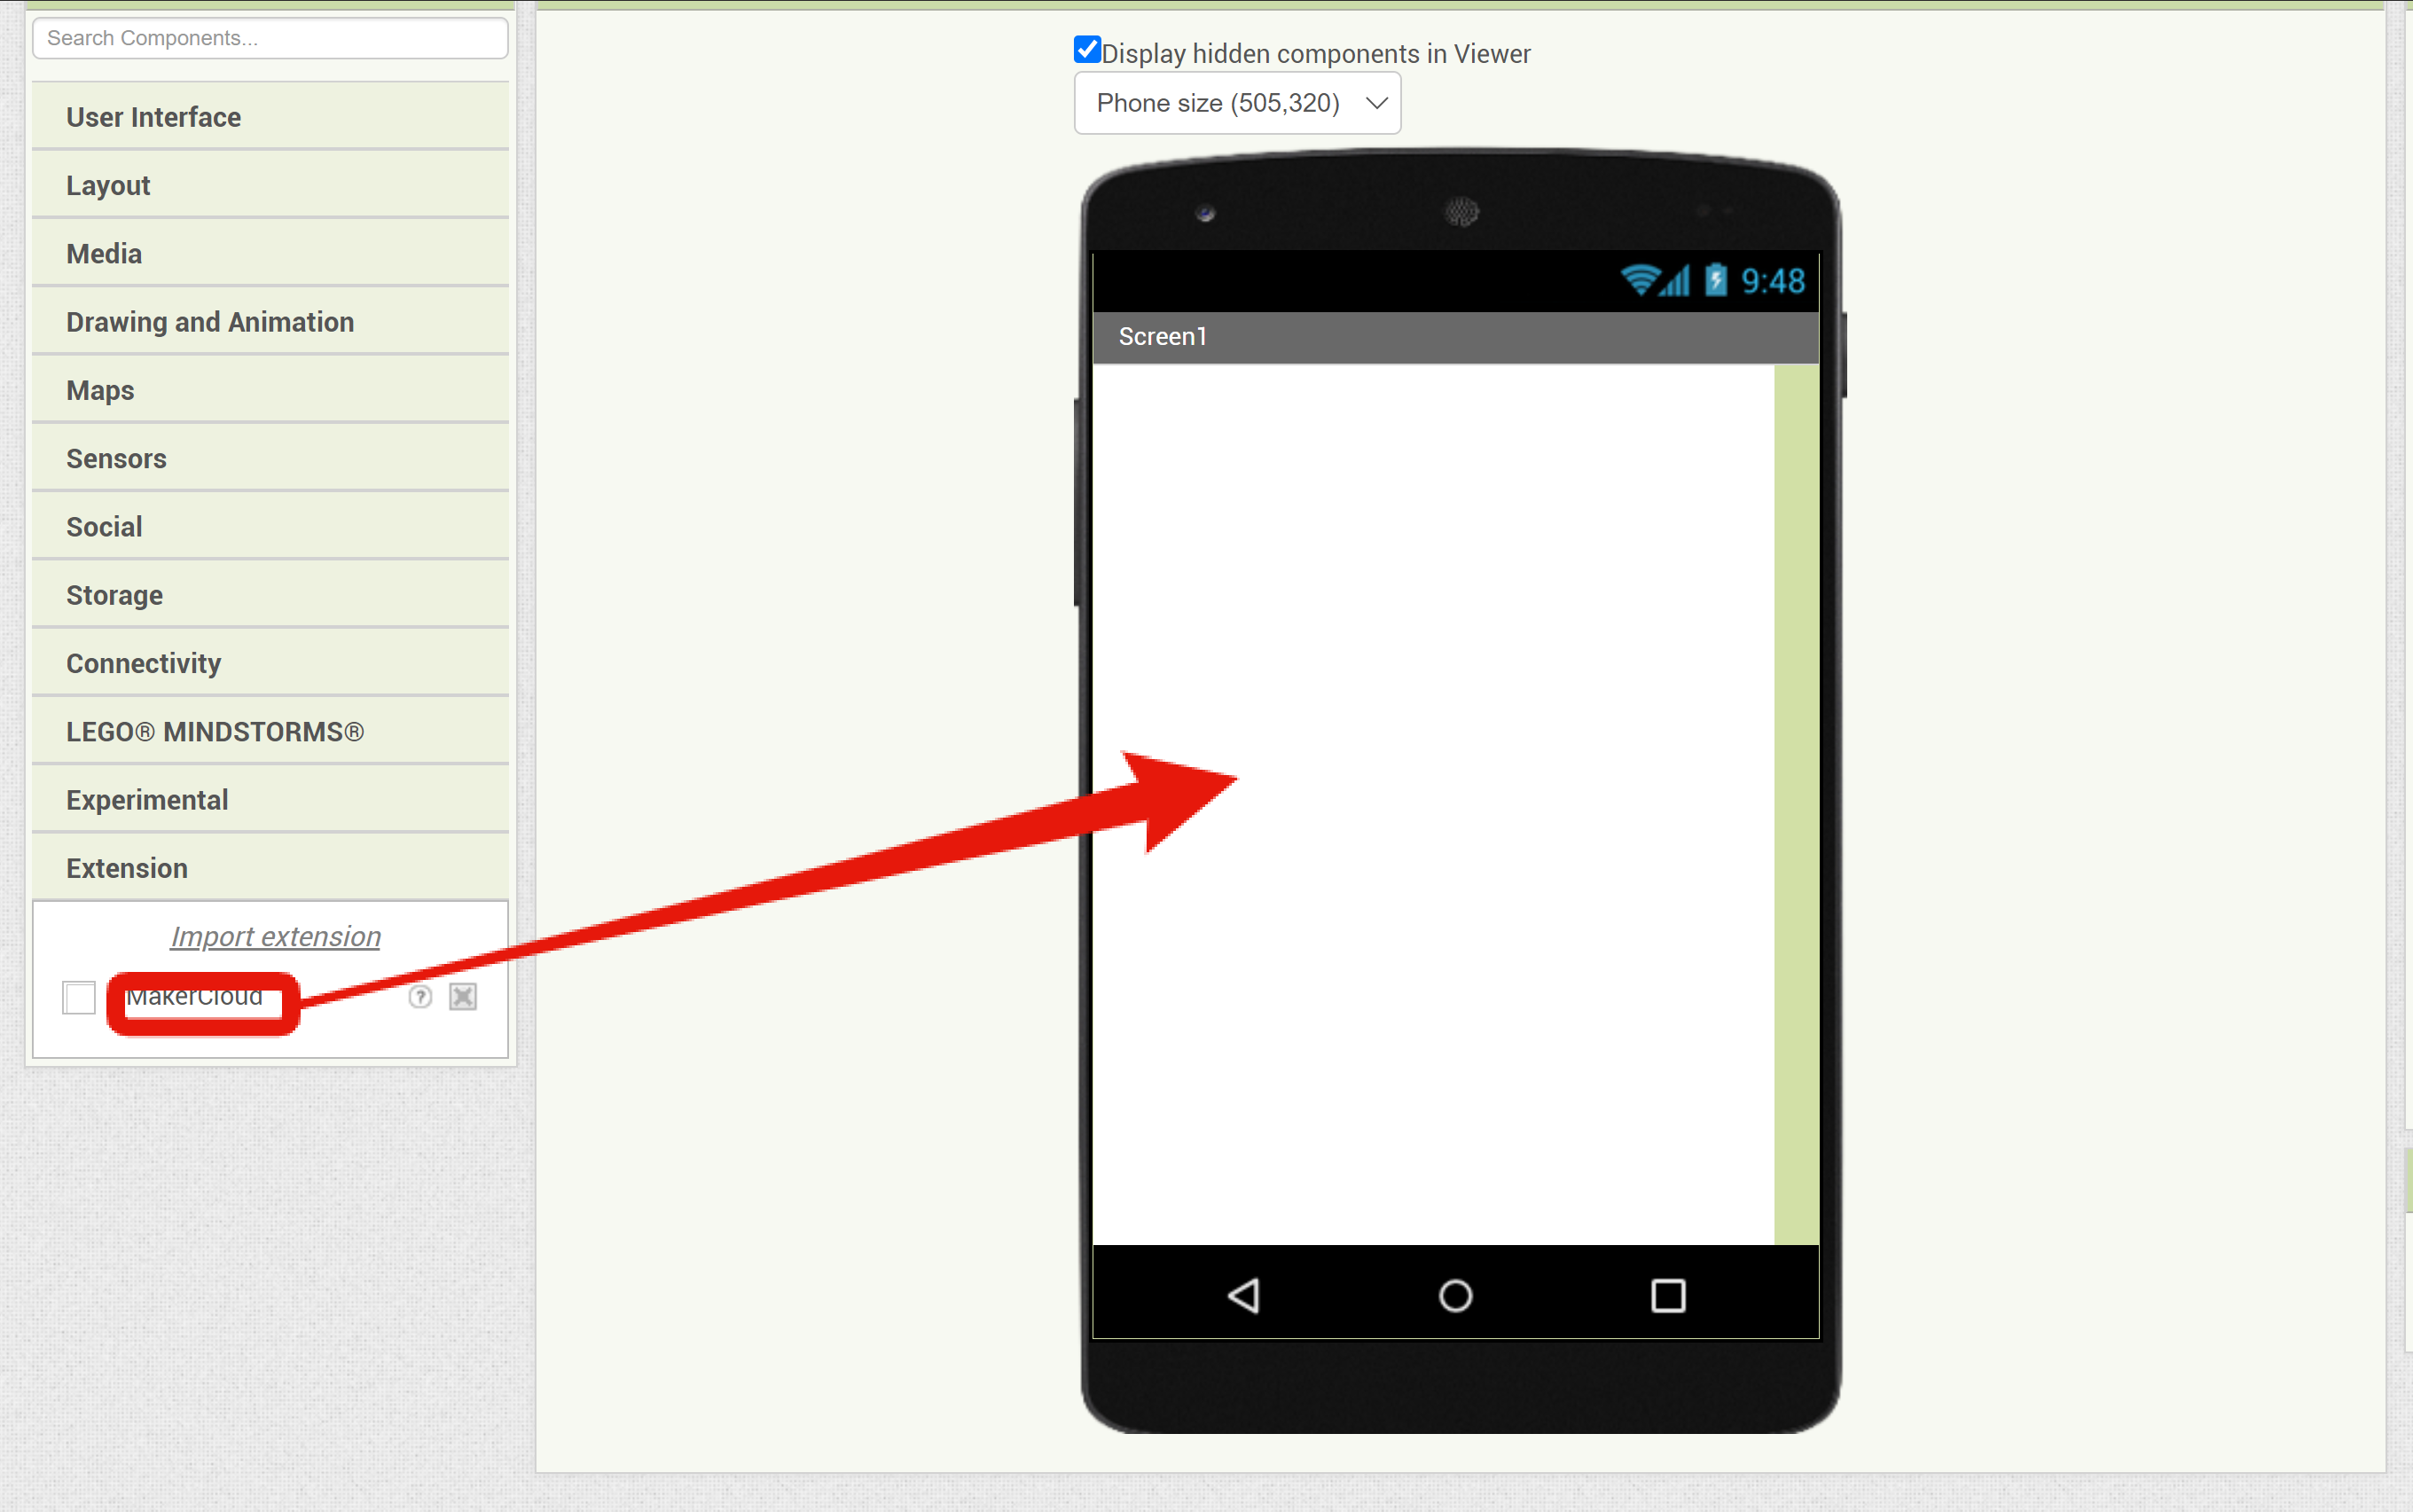 Search Components...
User Interface
Layout
Media
Drawing and Animation
Maps
Sensors
Social
Storage
Connectivity
LEGO® MINDSTORMS®
Experimental
Extension
Import extension
MakerCloud
?
Display hidden components in Viewer
Phone size (505,320)
9:48
Screen1